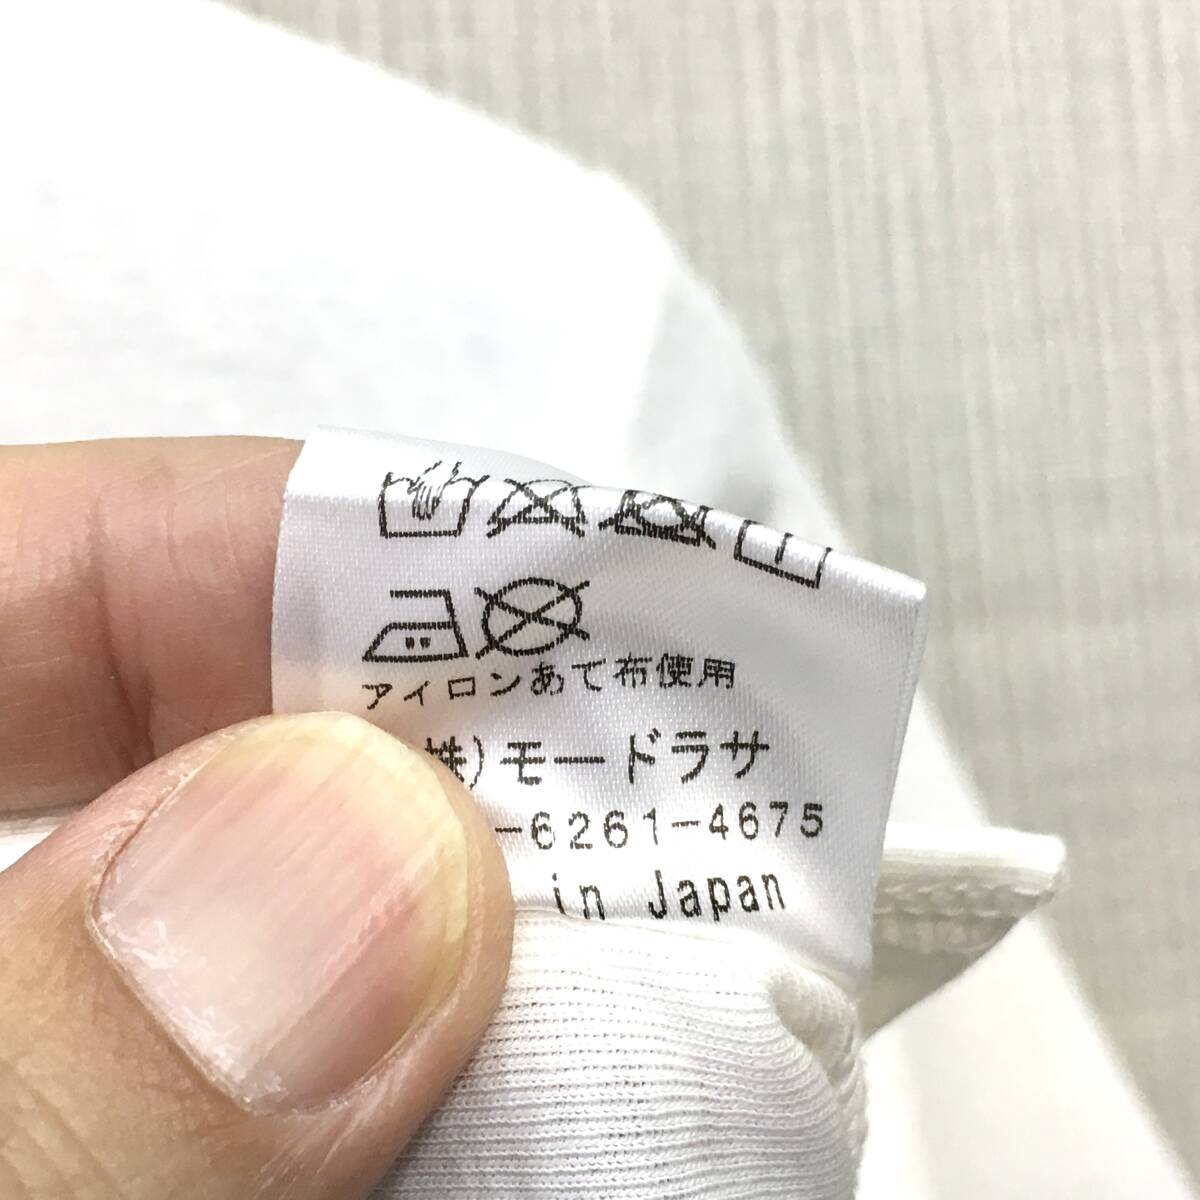 アイロンあて布使用
株)モードラサ
-6261-4675
in Japan